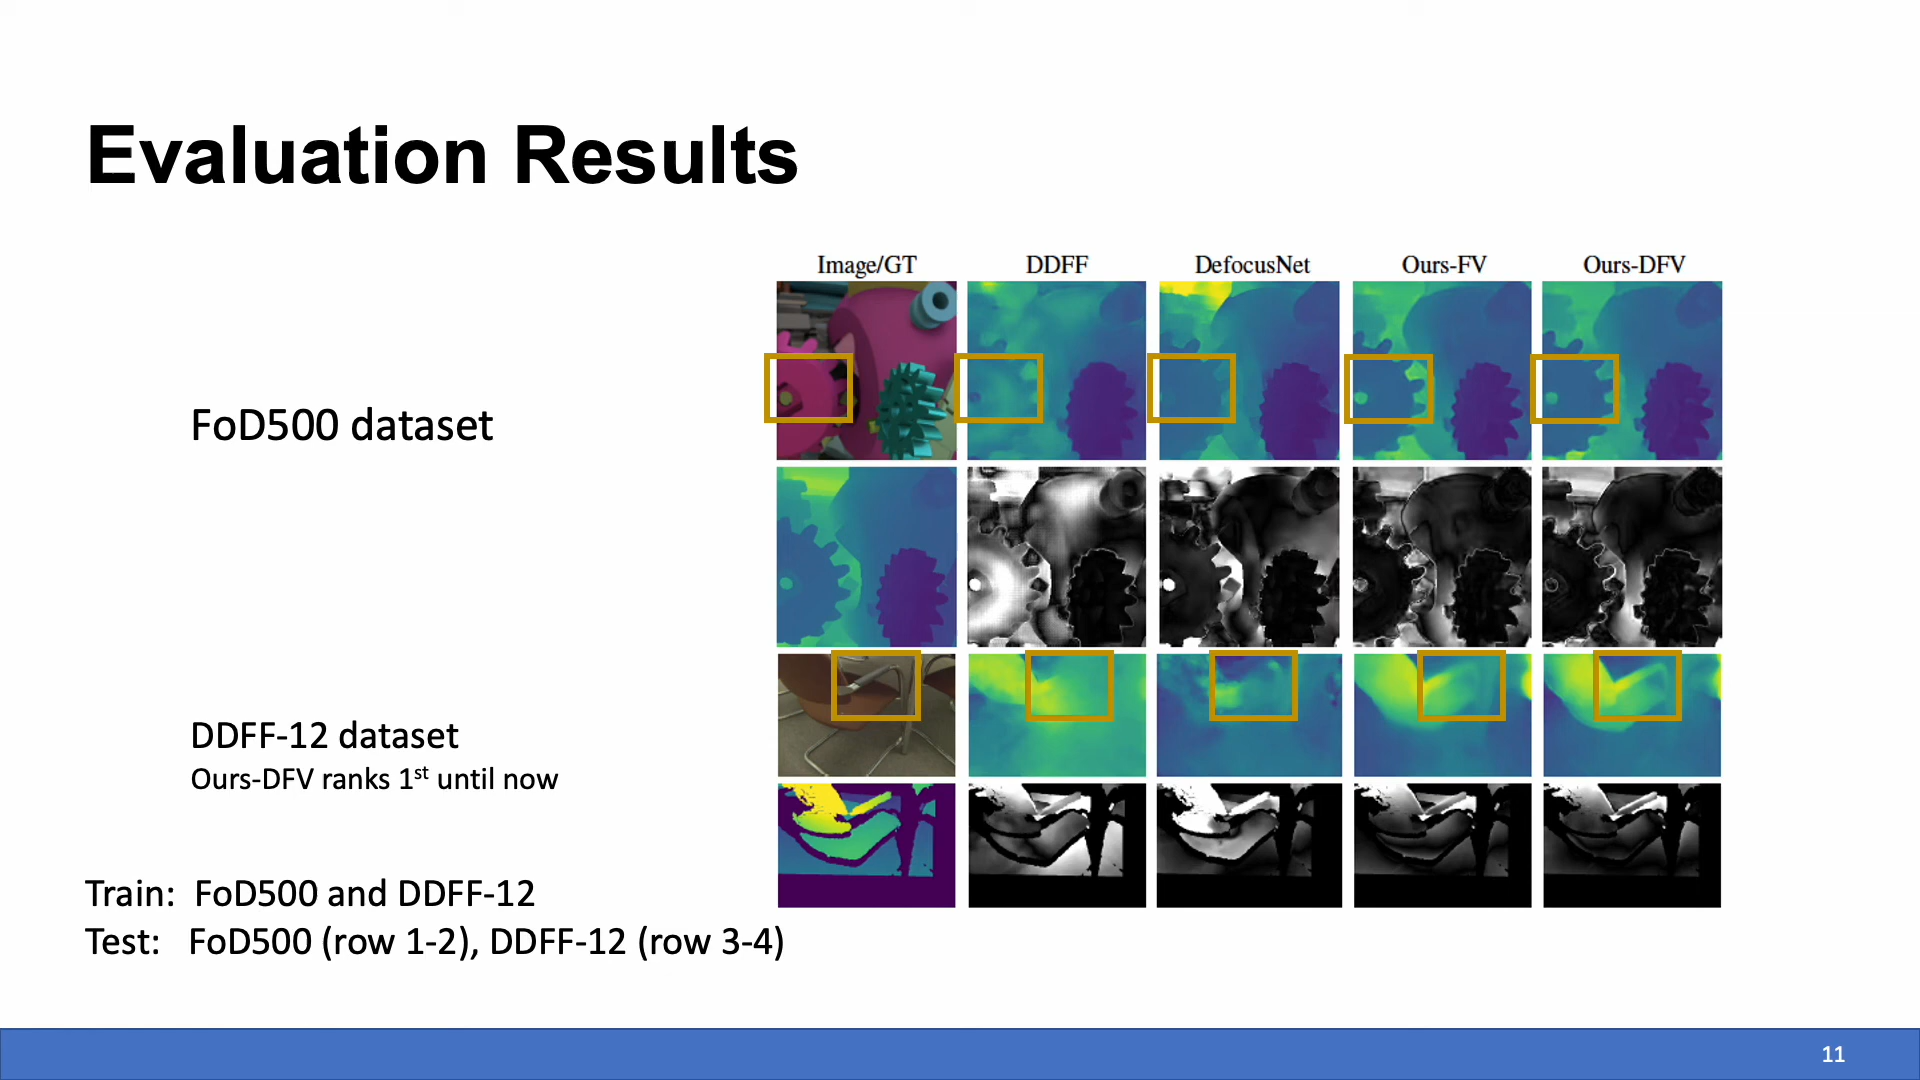 Evaluation Results
Image/GT DDFF DefocusNet Ours-FV Ours-DFV
FoD500 dataset
DDFF-12 dataset
Ours-DFV ranks 1st until now
Train: FoD500 and DDFF-12
Test: FoD500 (row 1-2), DDFF-12 (row 3-4)
11